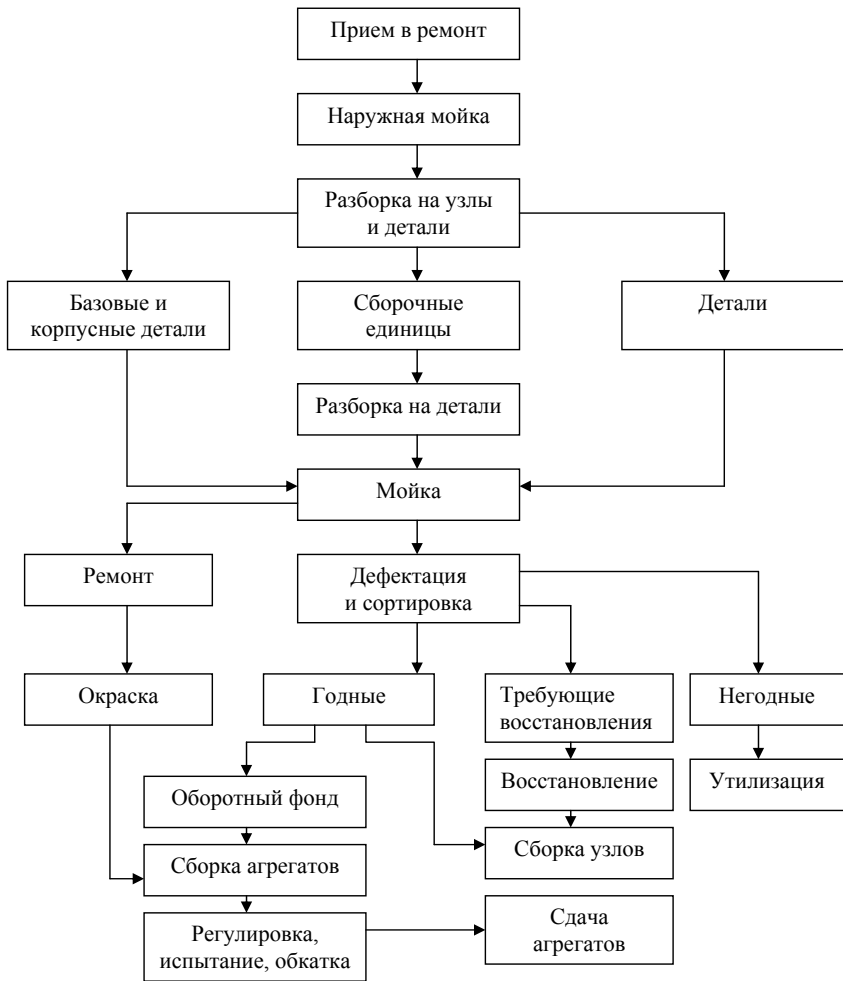 Прием в ремонт
Наружная мойка
Разборка на узлы
и детали
Базовые и
корпусные детали
Сборочные
единицы
Детали
Разборка на детали
Мойка
Ремонт
Дефектация
и сортировка
Окраска
Годные
Требующие
восстановления
Негодные
Оборотный фонд
Восстановление
Утилизация
Сборка агрегатов
Сборка узлов
Регулировка,
испытание, обкатка
Сдача
агрегатов